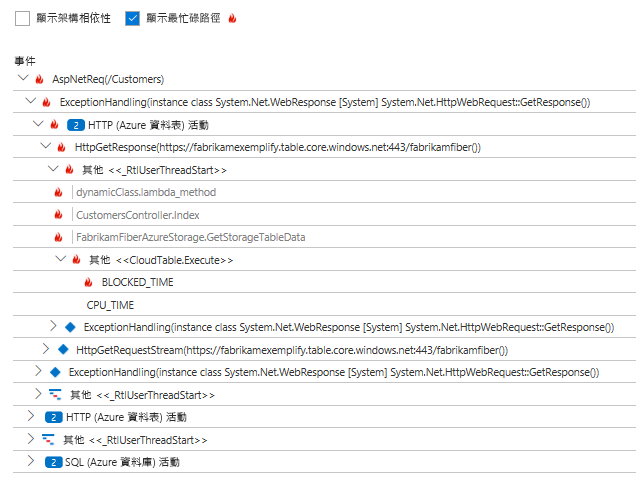 顯示架構相依性 顯示最忙碌路徑
事件
AspNetReq(/Customers)
ExceptionHandling(instance class System.Net.WebResponse [System] System.Net.HttpWebRequest::GetResponse())
2 HTTP (Azure 資料表) 活動
HttpGetResponse(https://fabrikamexemplify.table.core.windows.net:443/fabrikamfiber())
其他 <<_RtlUserThreadStart>>
dynamicClass.lambda_method
CustomersController.Index
FabrikamFiberAzureStorage.GetStorageTableData
其他 <<CloudTable.Execute>>
BLOCKED_TIME
CPU_TIME
ExceptionHandling(instance class System.Net.WebResponse [System] System.Net.HttpWebRequest::GetResponse())
HttpGetRequestStream(https://fabrikamexemplify.table.core.windows.net:443/fabrikamfiber())
ExceptionHandling(instance class System.Net.WebResponse [System] System.Net.HttpWebRequest::GetResponse())
其他 <<_RtlUserThreadStart>>
2 HTTP (Azure 資料表) 活動
其他 <<_RtlUserThreadStart>>
2 SQL (Azure 資料庫) 活動